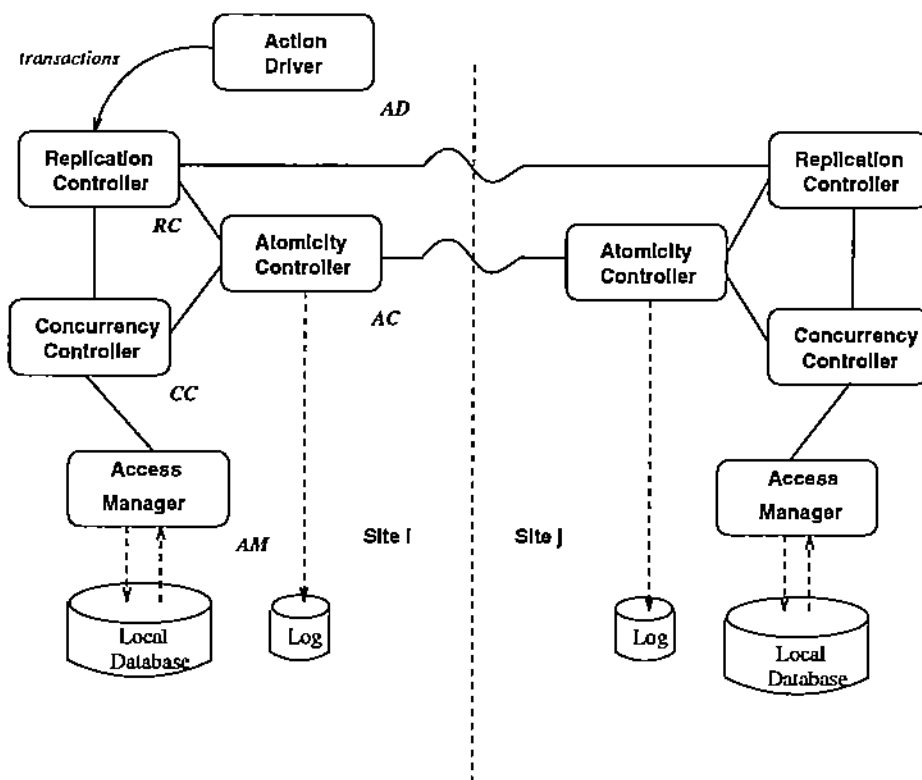 Action
Driver
transactions
AD
Replication
Controller
Replication
Controller
RC
Atomicity
Controller
Atomicity
Controller
AC
Concurrency
Controller
Concurrency
Controller
CC
Access
Manager
Access
Manager
AM
Site i
Site j
Local
Database
Log
Log
Local
Database